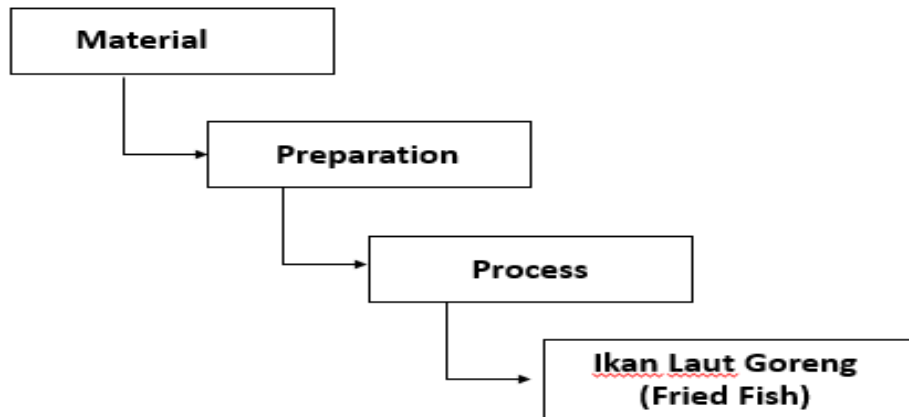 Material
Preparation
Process
Ikan Laut Goreng
(Fried Fish)